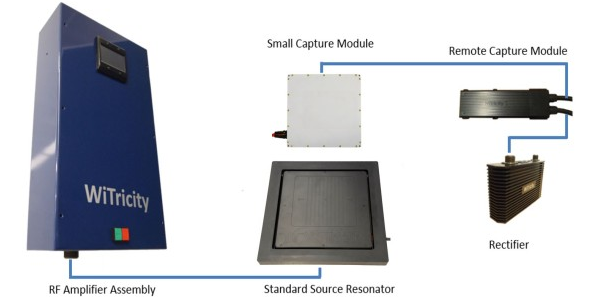 Small Capture Module
Remote Capture Module
WiTricity
Rectifier
RF Amplifier Assembly
Standard Source Resonator